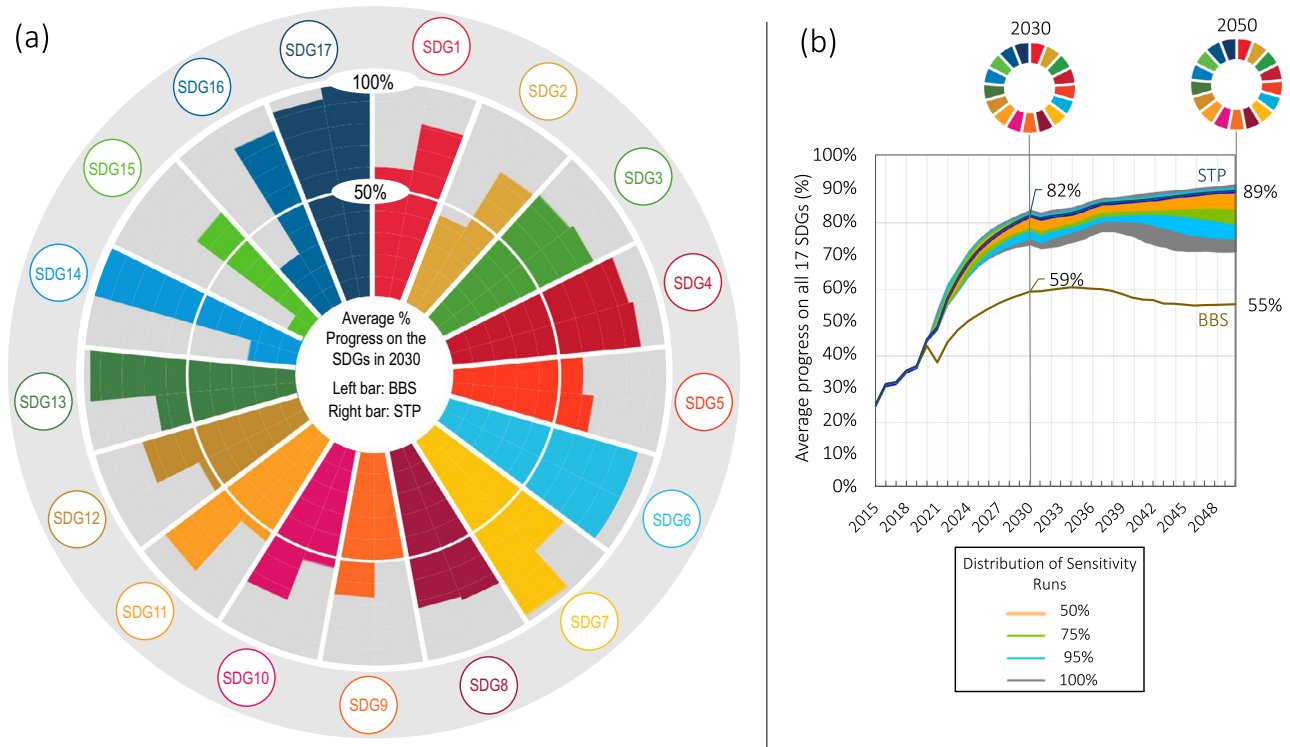 (a)
SDG1
SDG2
SDG3
SDG4
SDG5
SDG6
SDG7
SDG8
SDG9
SDG10
SDG11
SDG12
SDG13
SDG14
SDG15
SDG16
SDG17
100%
50%
Average %
Progress on the
SDGs in 2030
Left bar: BBS
Right bar: STP
(b)
2030
2050
Average progress on all 17 SDGs (%)
100%
90%
80%
70%
60%
50%
40%
30%
20%
10%
0%
STP
82%
89%
59%
BBS
55%
2015
2018
2021
2024
2027
2030
2033
2036
2039
2042
2045
2048
Distribution of Sensitivity
Runs
50%
75%
95%
100%